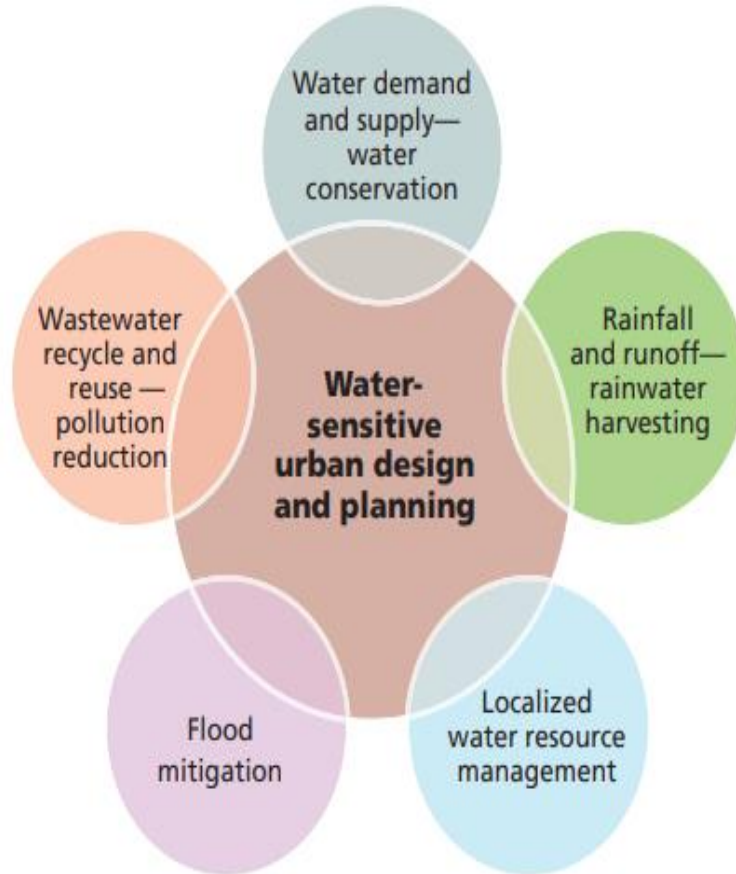 Water demand
and supply—
water
conservation
Wastewater
recycle and
reuse —
pollution
reduction
Water-
sensitive
urban design
and planning
Rainfall
and runoff—
rainwater
harvesting
Flood
mitigation
Localized
water resource
management